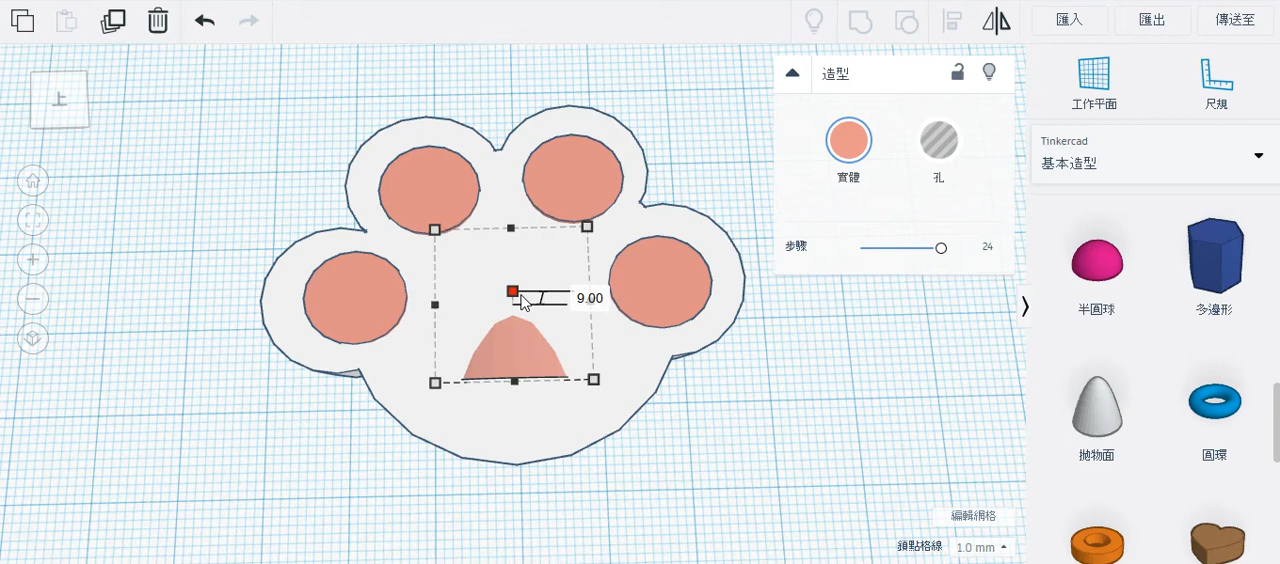 匯入
匯出
傳送至
上
造型
實體
孔
步驟
24
9.00
工作平面
尺規
Tinkercad
基本造型
半圓球
多邊形
拋物面
圓環
編輯網格
鎖點格線
1.0 mm